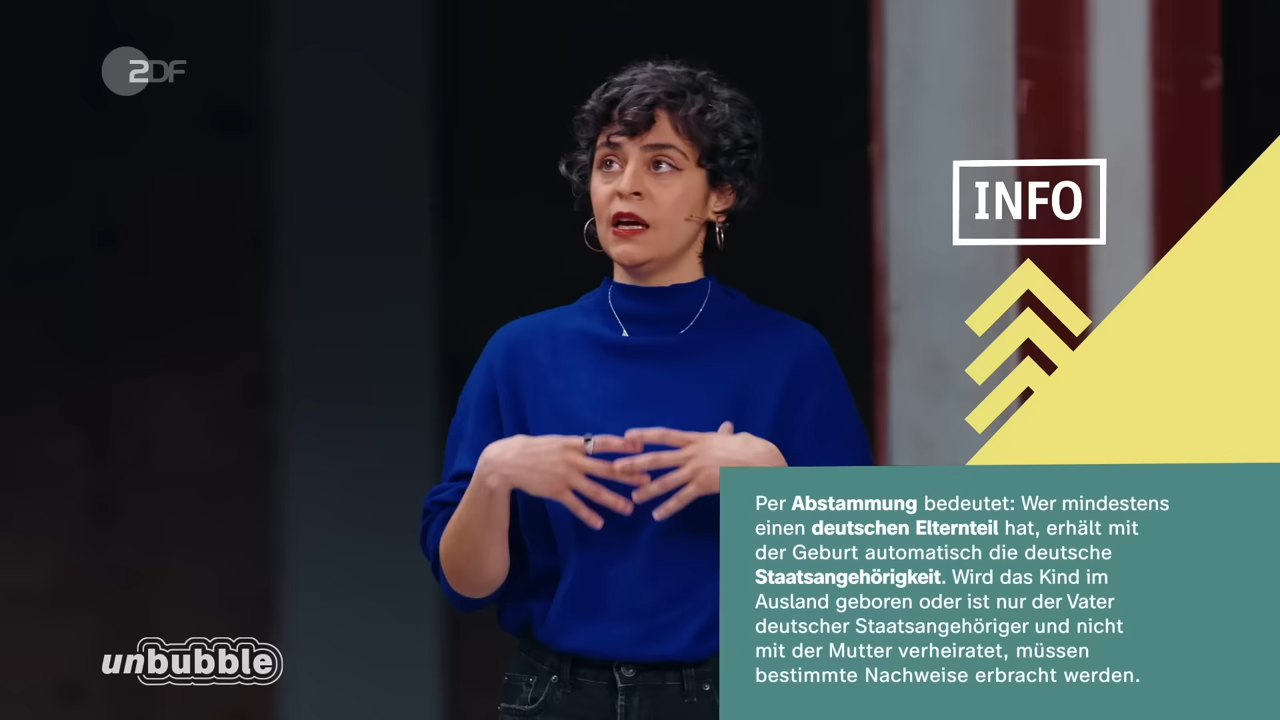 ZDF
INFO
Per Abstammung bedeutet: Wer mindestens
einen deutschen Elternteil hat, erhält mit
der Geburt automatisch die deutsche
Staatsangehörigkeit. Wird das Kind im
Ausland geboren oder ist nur der Vater
deutscher Staatsangehöriger und nicht
mit der Mutter verheiratet, müssen
bestimmte Nachweise erbracht werden.
unbubble